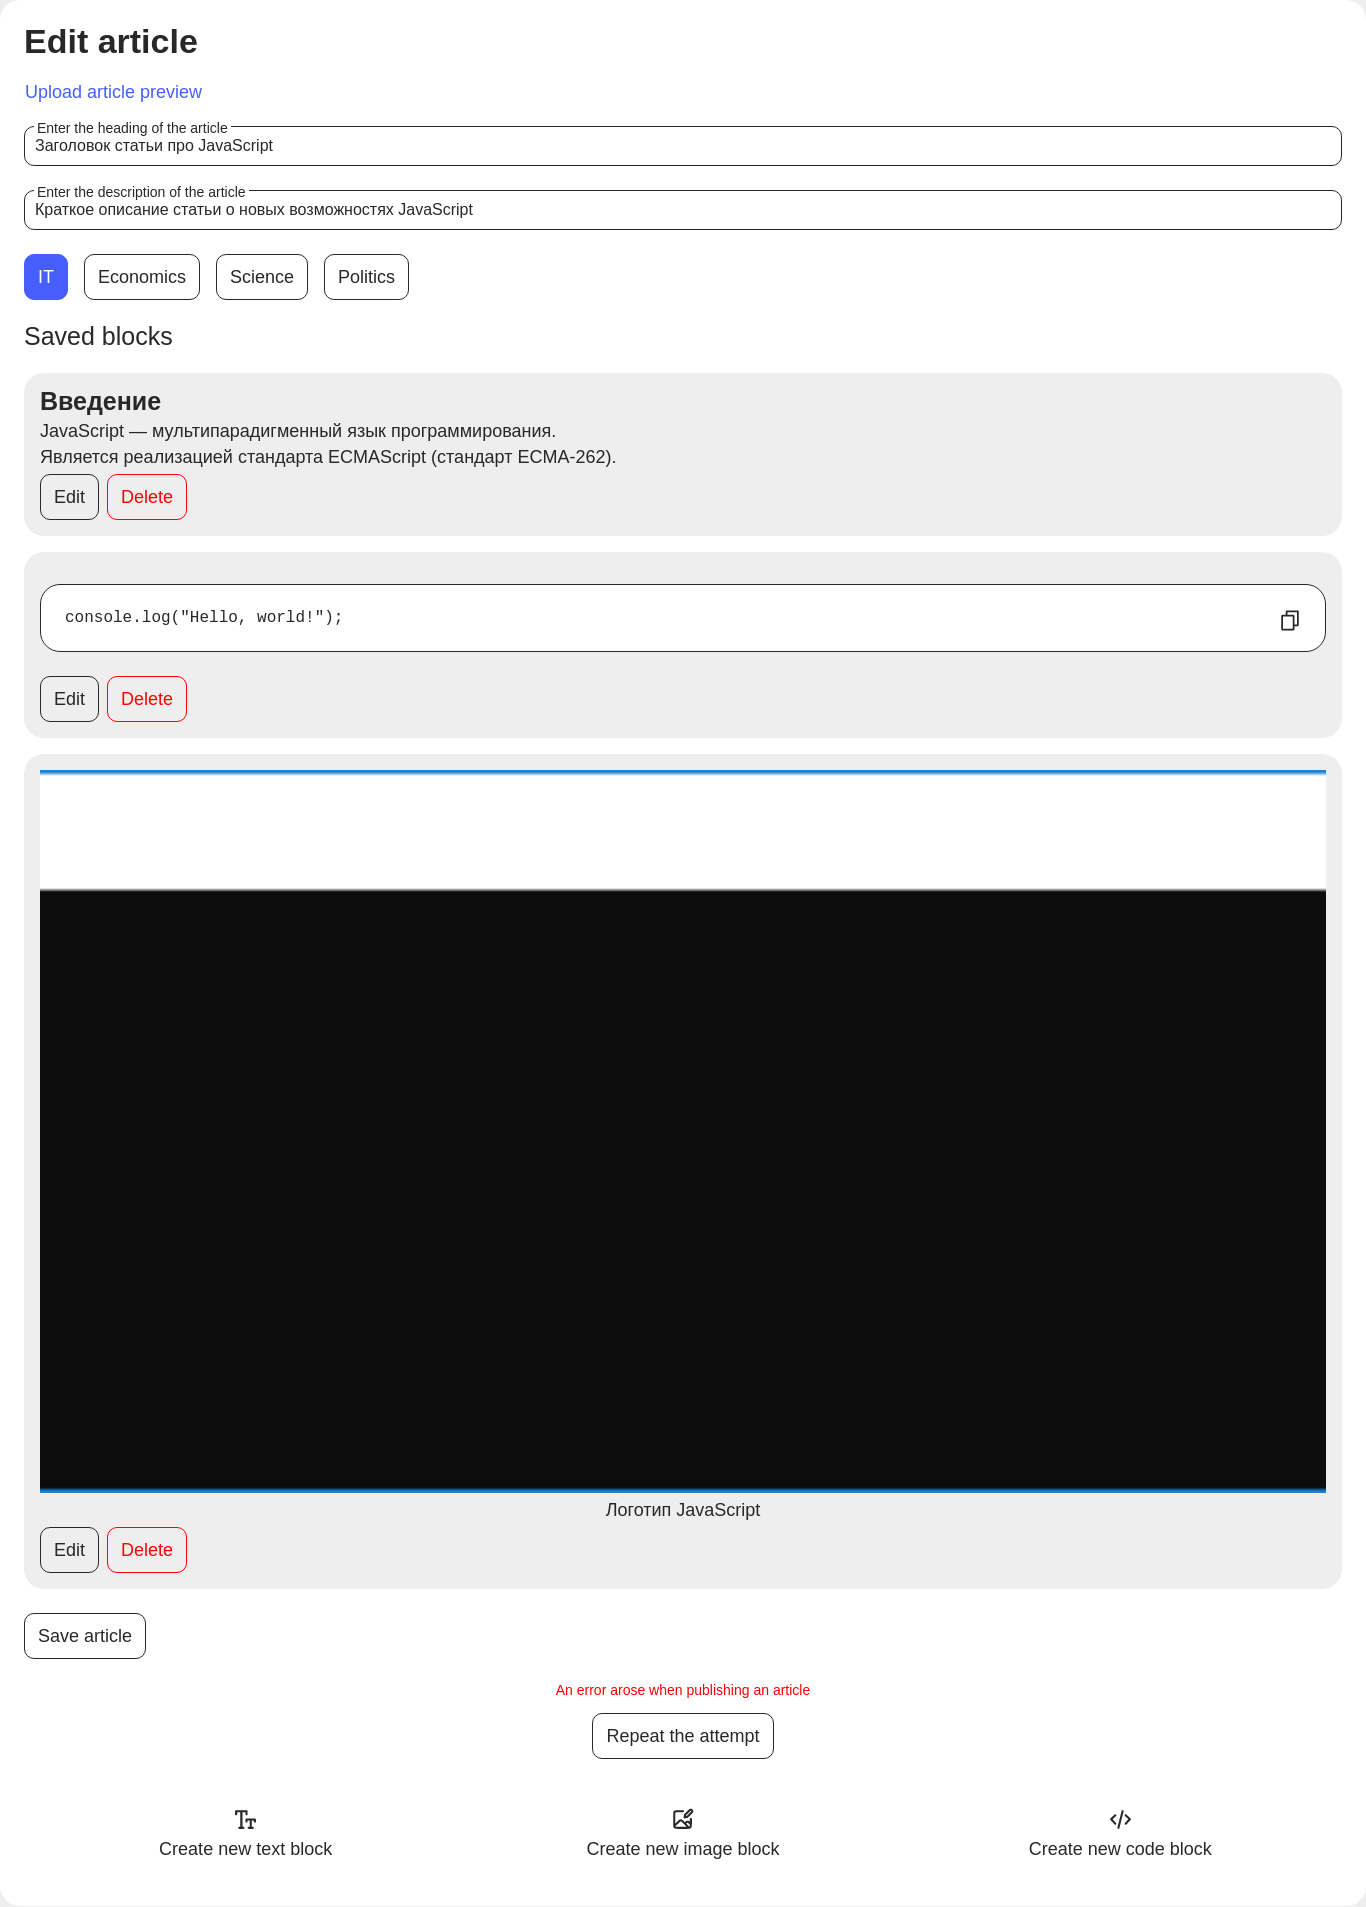 Edit article
Upload article preview
Enter the heading of the article
Заголовок статьи про JavaScript
Enter the description of the article
Краткое описание статьи о новых возможностях JavaScript
IT
Economics
Science
Politics
Saved blocks
Введение
JavaScript — мультипарадигменный язык программирования.
Является реализацией стандарта ECMAScript (стандарт ECMA-262).
Edit
Delete
console.log("Hello, world!");
Edit
Delete
Логотип JavaScript
Edit
Delete
Save article
An error arose when publishing an article
Repeat the attempt
Create new text block
Create new image block
Create new code block